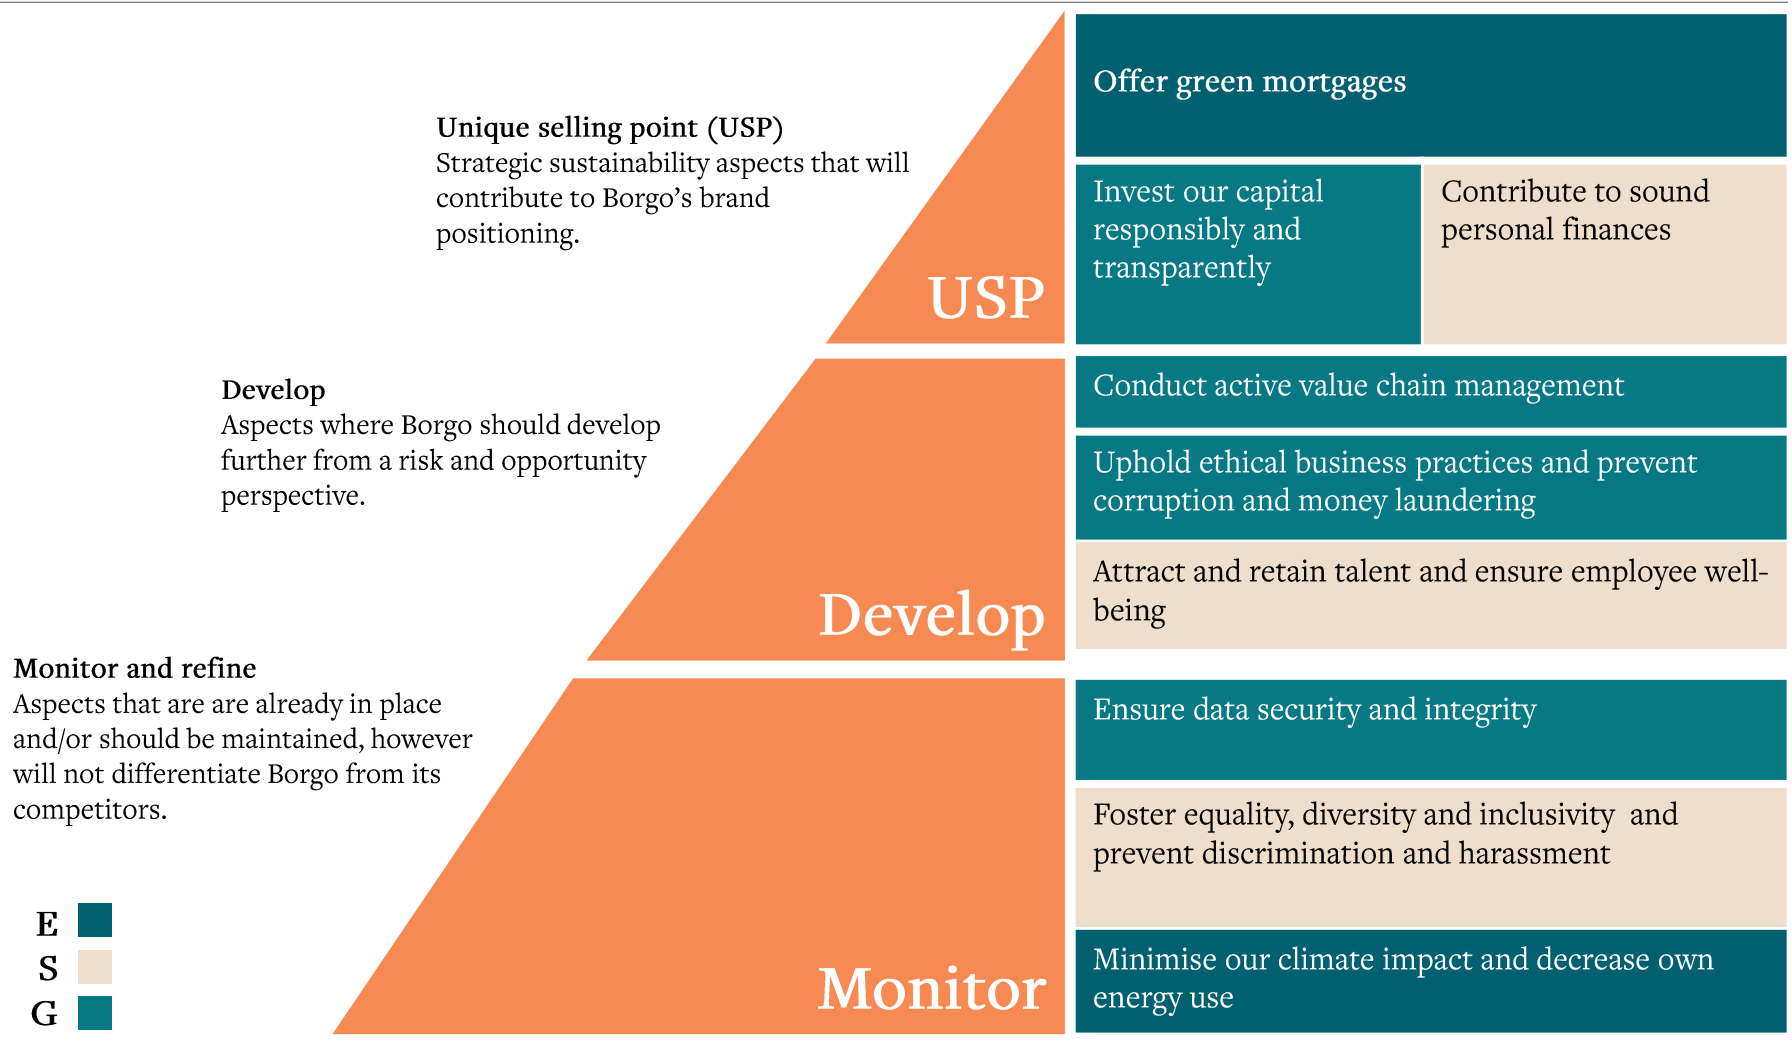 Offer green mortgages
Unique selling point (USP)
Strategic sustainability aspects that will
contribute to Borgo’s brand
positioning.
USP
Invest our capital
responsibly and
transparently
Contribute to sound
personal finances
Develop
Aspects where Borgo should develop
further from a risk and opportunity
perspective.
Develop
Conduct active value chain management
Uphold ethical business practices and prevent
corruption and money laundering
Attract and retain talent and ensure employee well-
being
Monitor and refine
Aspects that are are already in place
and/or should be maintained, however
will not differentiate Borgo from its
competitors.
Monitor
Ensure data security and integrity
Foster equality, diversity and inclusivity and
prevent discrimination and harassment
Minimise our climate impact and decrease own
energy use
E
S
G